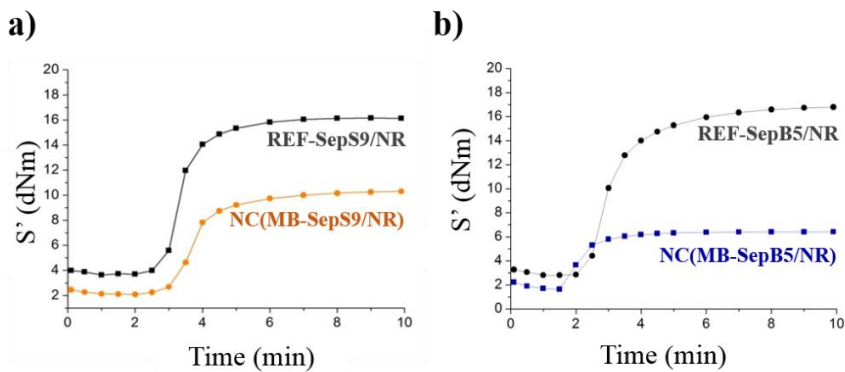 a)
S' (dNm)
20
18
16
14
12
10
8
6
4
2
REF-SepS9/NR
NC(MB-SepS9/NR)
0 2 4 6 8 10
Time (min)
b)
S' (dNm)
20
18
16
14
12
10
8
6
4
2
0
REF-SepB5/NR
NC(MB-SepB5/NR)
0 2 4 6 8 10
Time (min)